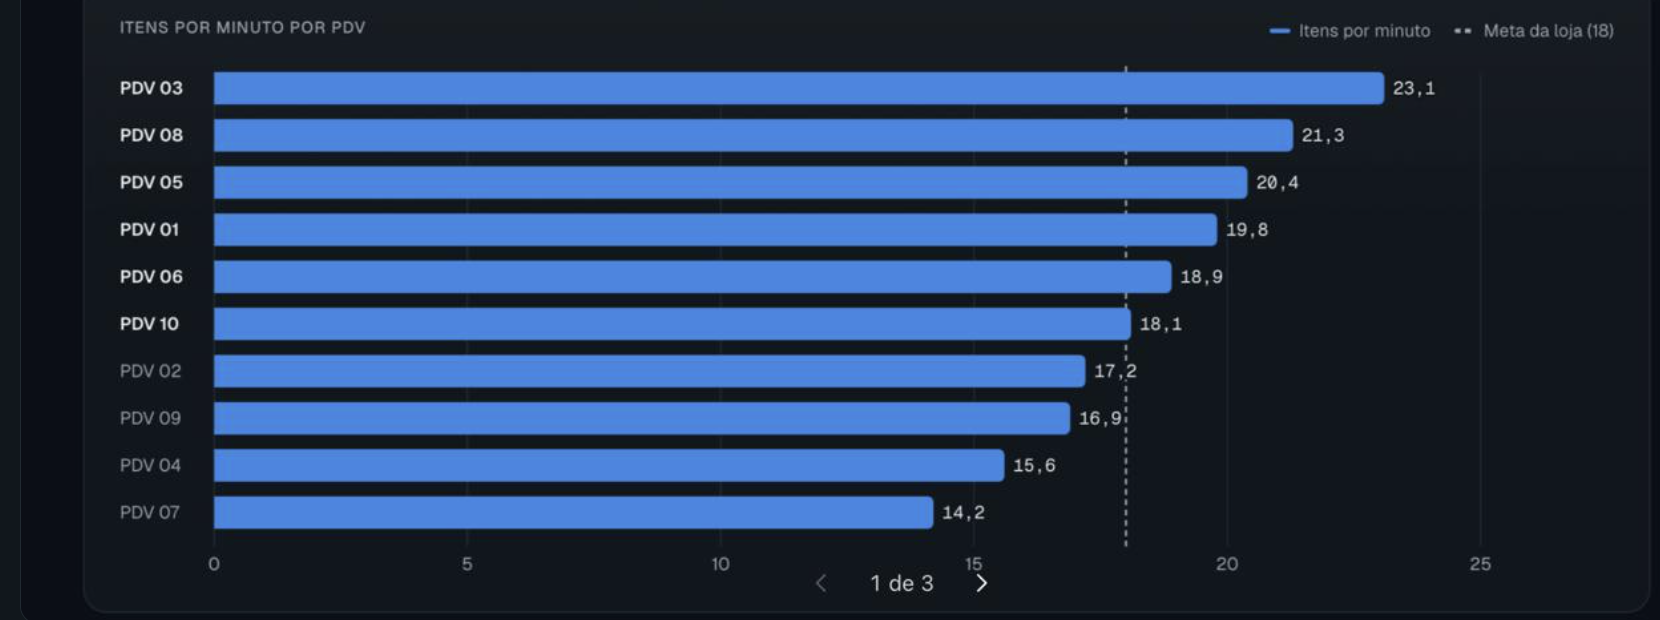 ITENS POR MINUTO POR PDV
Itens por minuto
Meta da loja (18)
PDV 03 23,1
PDV 08 21,3
PDV 05 20,4
PDV 01 19,8
PDV 06 18,9
PDV 10 18,1
PDV 02 17,2
PDV 09 16,9
PDV 04 15,6
PDV 07 14,2
0 5 10 15 20 25
1 de 3